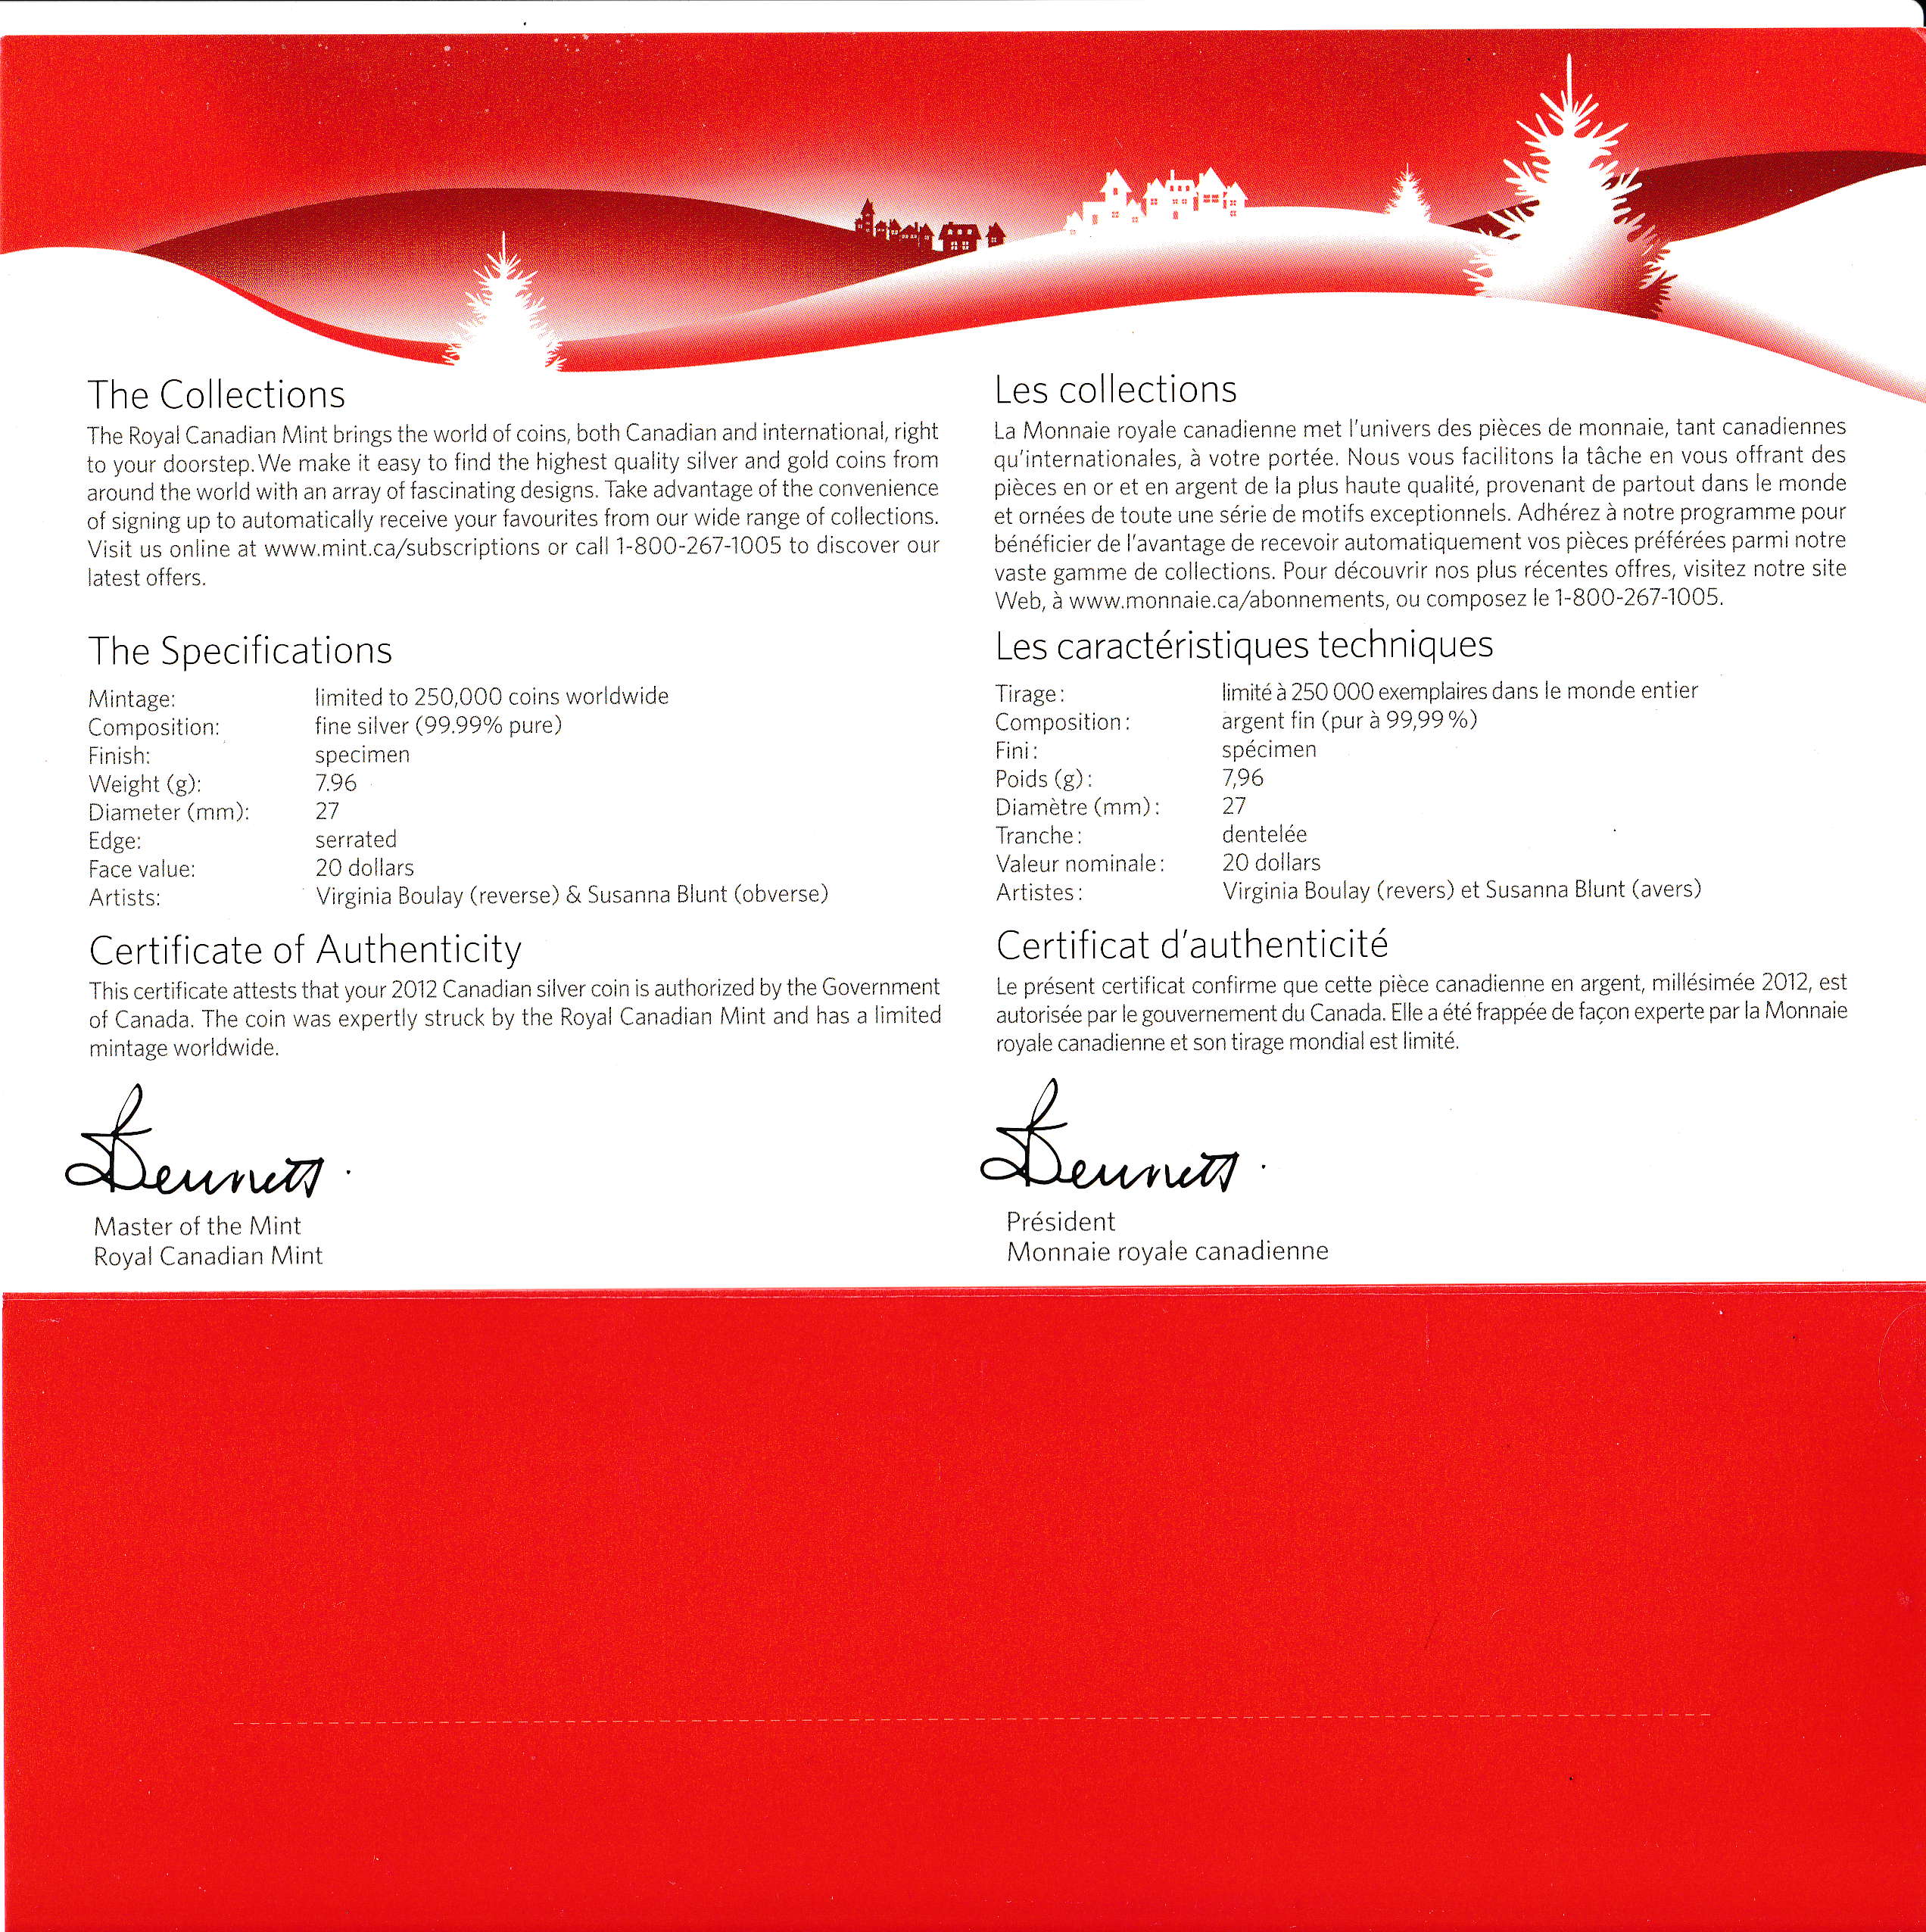 The Collections
The Royal Canadian Mint brings the world of coins, both Canadian and international, right
to your doorstep. We make it easy to find the highest quality silver and gold coins from
around the world with an array of fascinating designs. Take advantage of the convenience
of signing up to automatically receive your favourites from our wide range of collections.
Visit us online at www.mint.ca/subscriptions or call 1-800-267-1005 to discover our
latest offers.
The Specifications
Mintage: limited to 250,000 coins worldwide
Composition: fine silver (99.99% pure)
Finish: specimen
Weight (g): 7.96
Diameter (mm): 27
Edge: serrated
Face value: 20 dollars
Artists: Virginia Boulay (reverse) & Susanna Blunt (obverse)
Certificate of Authenticity
This certificate attests that your 2012 Canadian silver coin is authorized by the Government
of Canada. The coin was expertly struck by the Royal Canadian Mint and has a limited
mintage worldwide.
Bennett
Master of the Mint
Royal Canadian Mint
Les collections
La Monnaie royale canadienne met l'univers des pièces de monnaie, tant canadiennes
qu'internationales, à votre portée. Nous vous facilitons la tâche en vous offrant des
pièces en or et en argent de la plus haute qualité, provenant de partout dans le monde
et ornées de toute une série de motifs exceptionnels. Adhérez à notre programme pour
bénéficier de l'avantage de recevoir automatiquement vos pièces préférées parmi notre
vaste gamme de collections. Pour découvrir nos plus récentes offres, visitez notre site
Web, à www.monnaie.ca/abonnements, ou composez le 1-800-267-1005.
Les caractéristiques techniques
Tirage : limité à 250 000 exemplaires dans le monde entier
Composition : argent fin (pur à 99,99 %)
Fini : spécimen
Poids (g) : 7,96
Diamètre (mm) : 27
Tranche : dentelée
Valeur nominale : 20 dollars
Artistes : Virginia Boulay (revers) et Susanna Blunt (avers)
Certificat d'authenticité
Le présent certificat confirme que cette pièce canadienne en argent, millésimée 2012, est
autorisée par le gouvernement du Canada. Elle a été frappée de façon experte par la Monnaie
royale canadienne et son tirage mondial est limité.
Bennett
Président
Monnaie royale canadienne